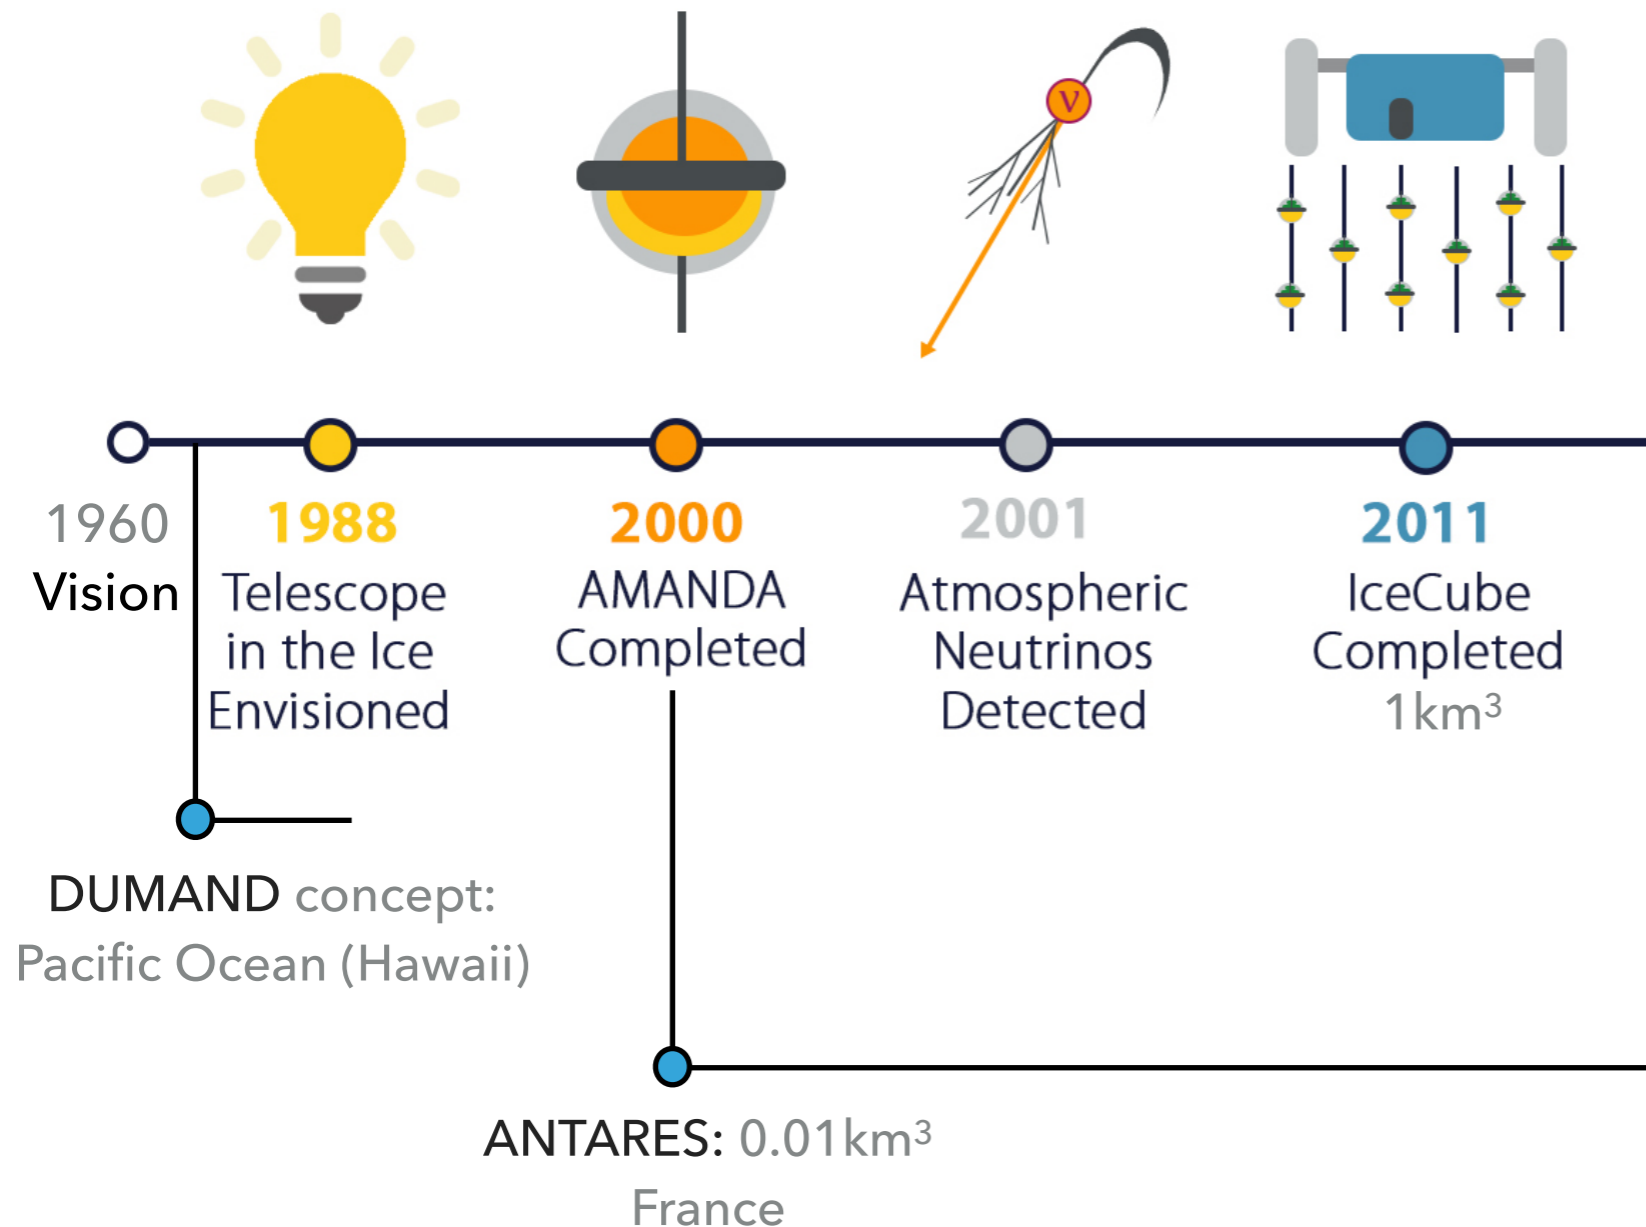 ν
1960
Vision
1988
Telescope
in the Ice
Envisioned
2000
AMANDA
Completed
2001
Atmospheric
Neutrinos
Detected
2011
IceCube
Completed
1km³
DUMAND concept:
Pacific Ocean (Hawaii)
ANTARES: 0.01km³
France